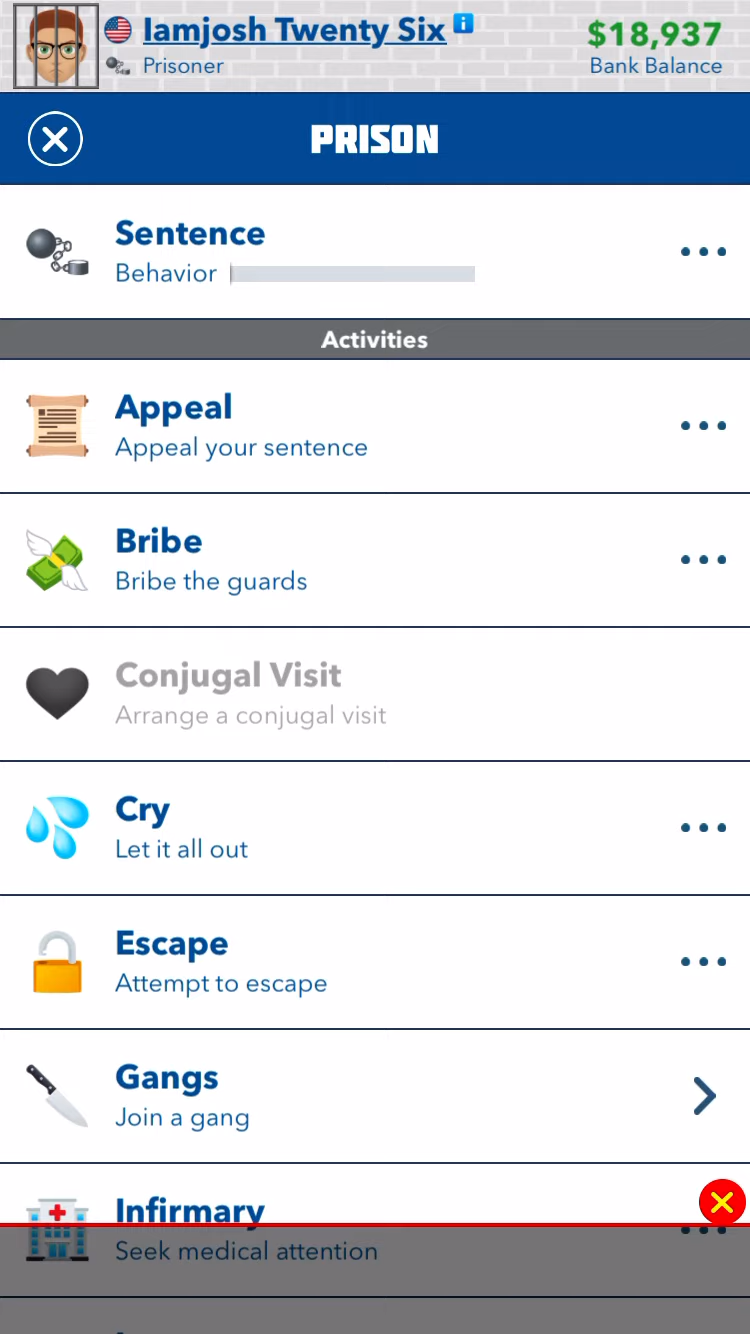 Iamjosh Twenty Six
$18,937
Prisoner
Bank Balance
PRISON
Sentence
Behavior
Activities
Appeal
Appeal your sentence
Bribe
Bribe the guards
Conjugal Visit
Arrange a conjugal visit
Cry
Let it all out
Escape
Attempt to escape
Gangs
Join a gang
Infirmary
Seek medical attention